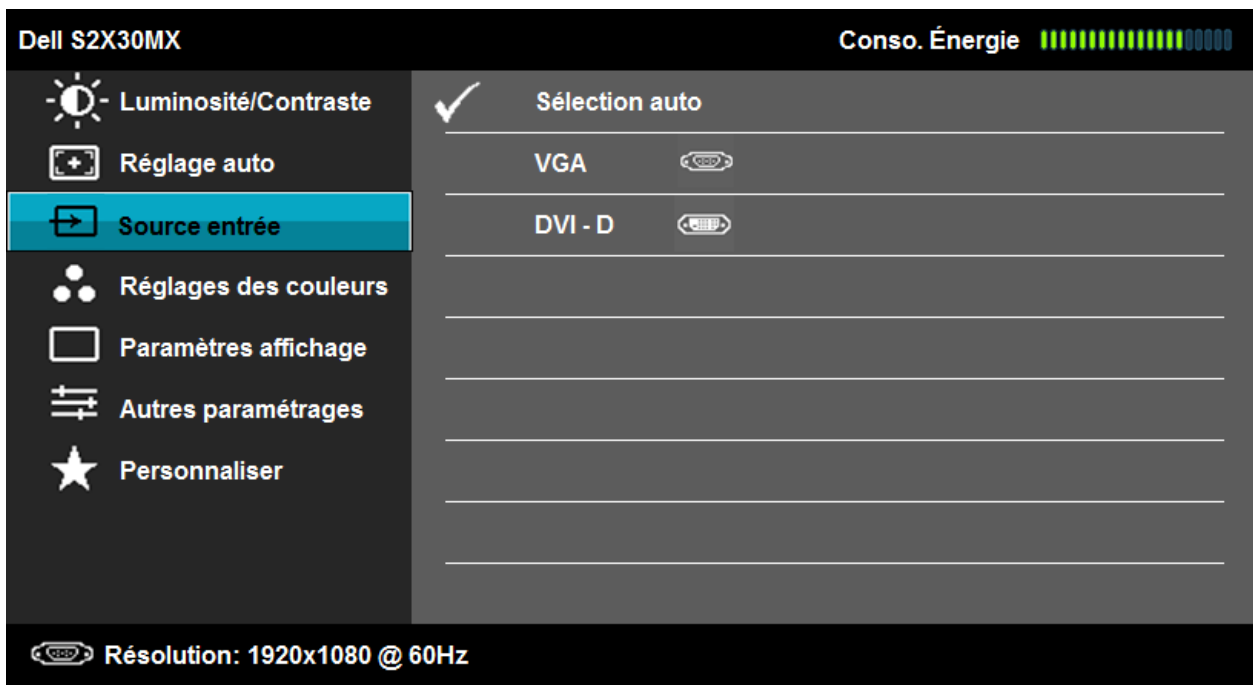 Dell S2X30MX Conso. Énergie
Luminosité/Contraste
Réglage auto
Source entrée
Réglages des couleurs
Paramètres affichage
Autres paramétrages
Personnaliser
Sélection auto
VGA
DVI - D
Résolution: 1920x1080 @ 60Hz